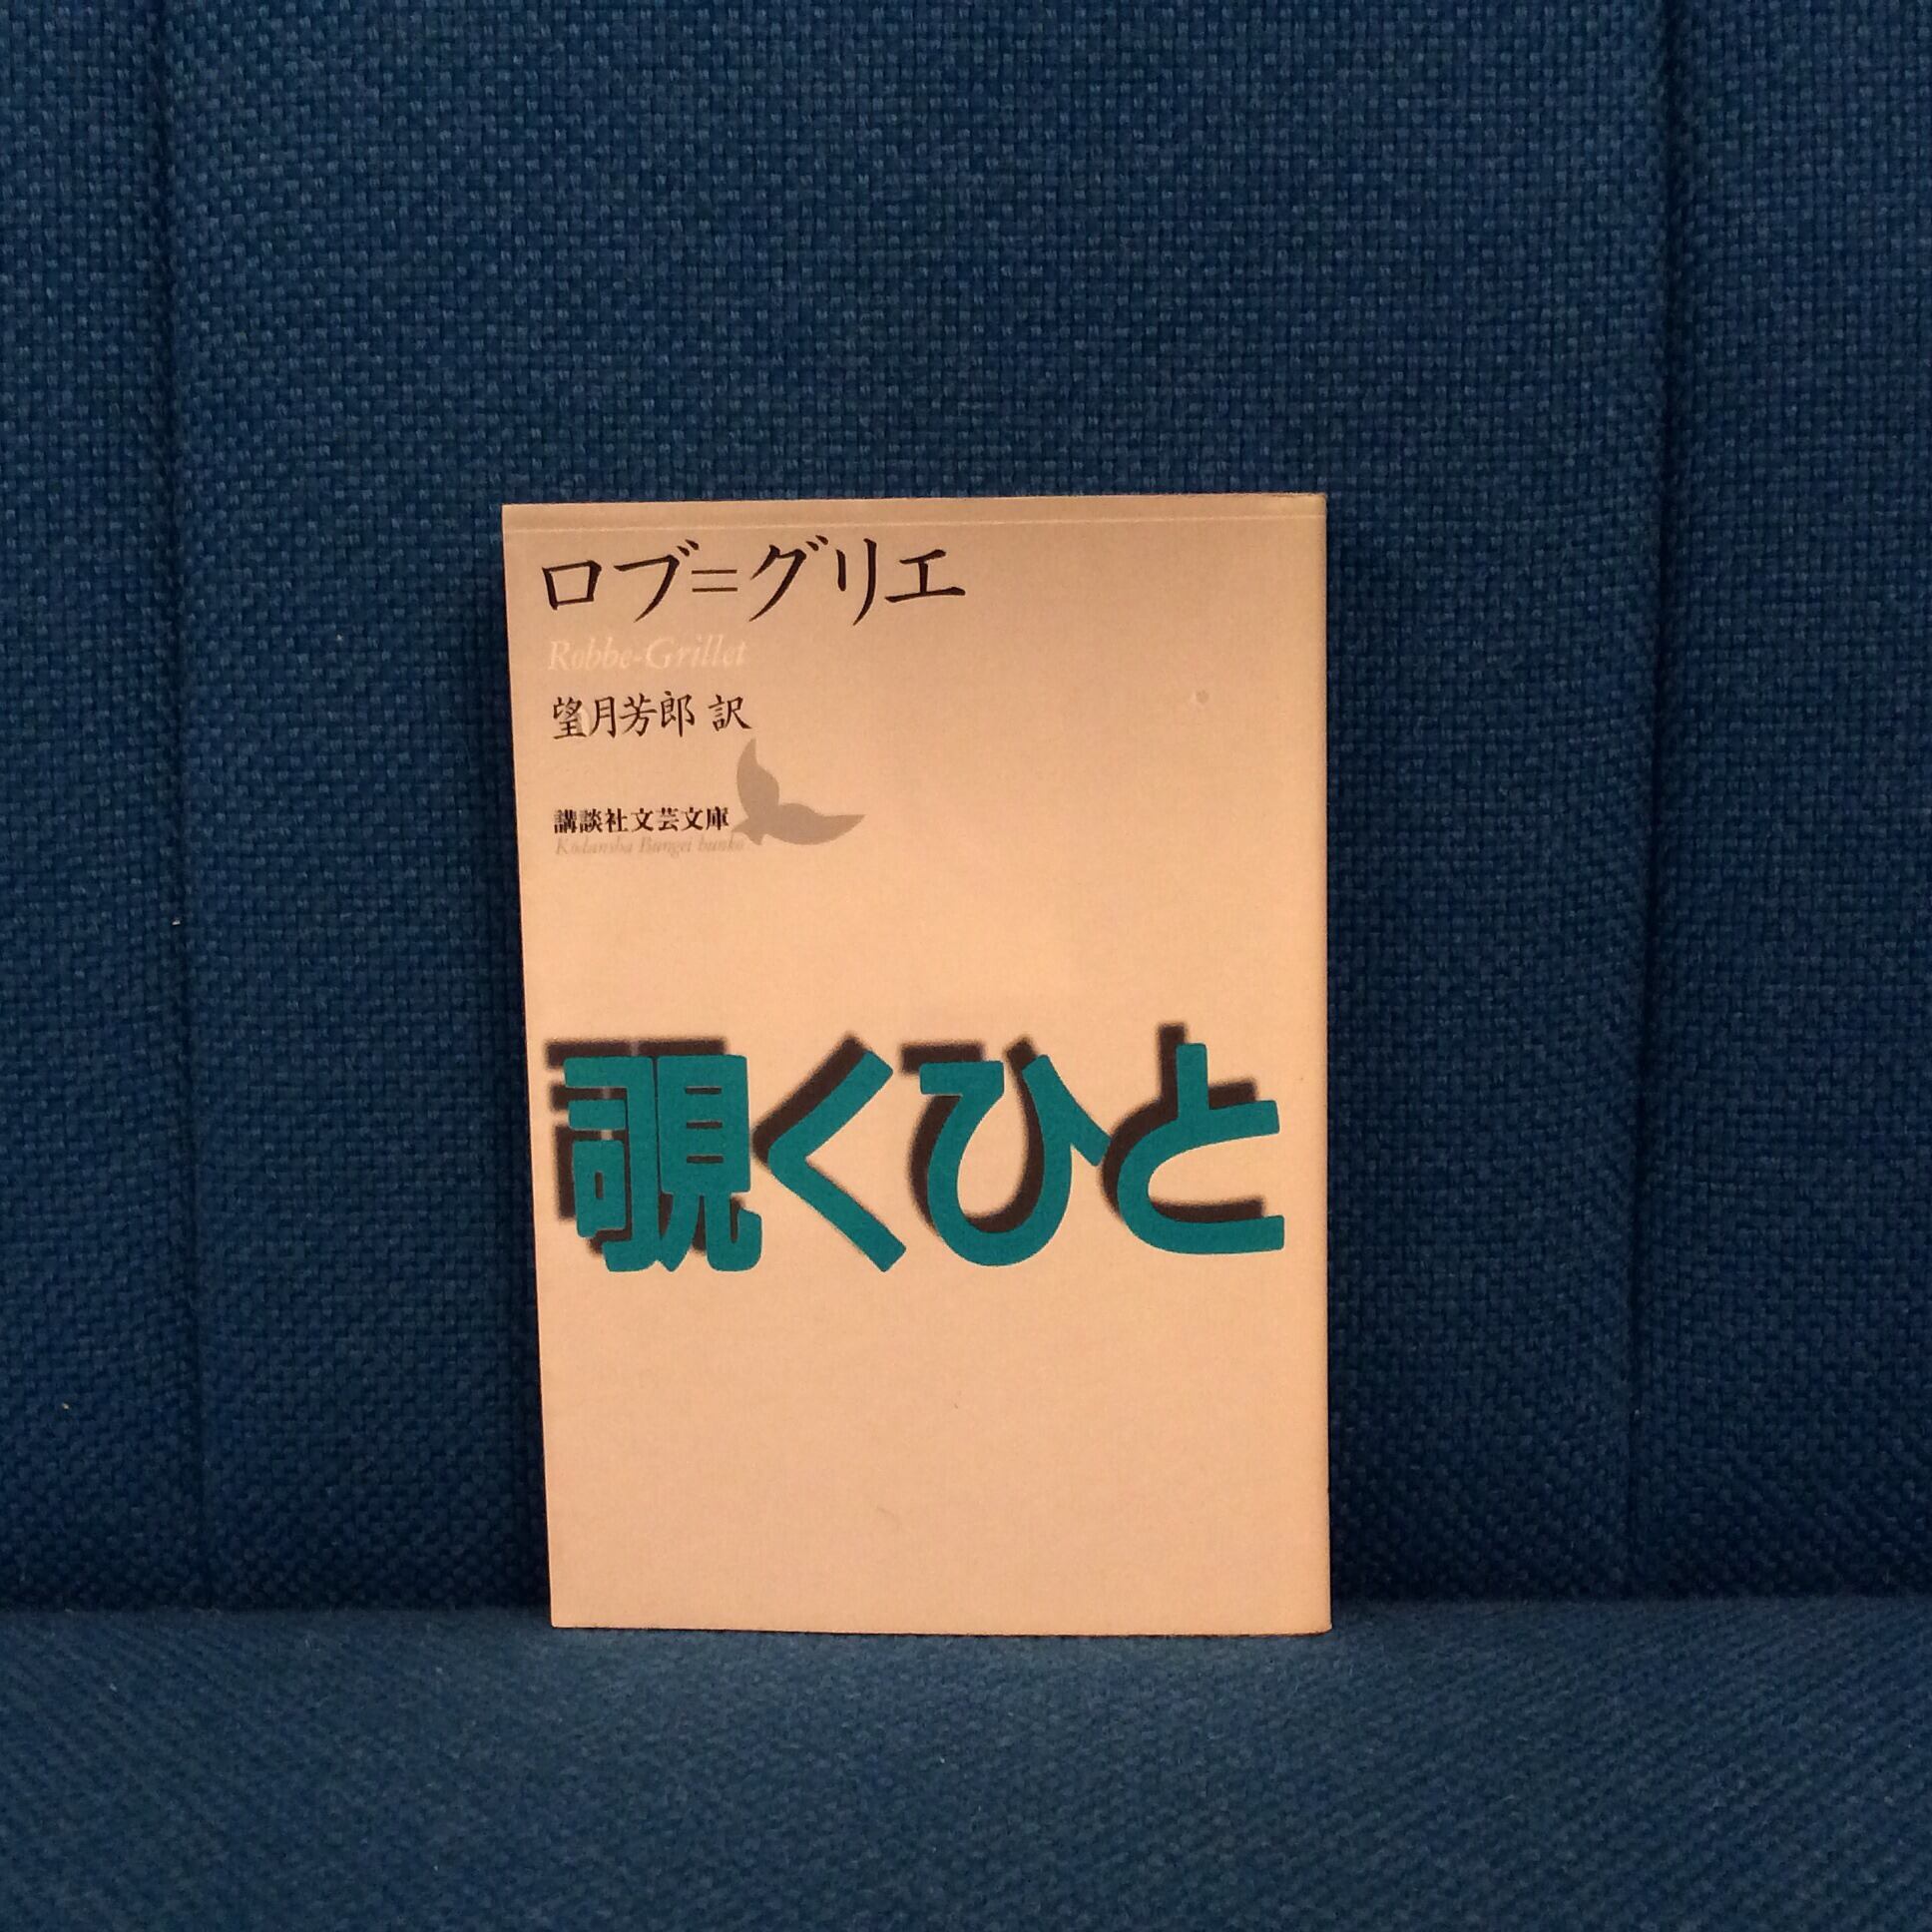 ロブ=グリエ
Robbe-Grillet
望月芳郎 訳
講談社文芸文庫
Kodansha Bungei bunko
覗くひと